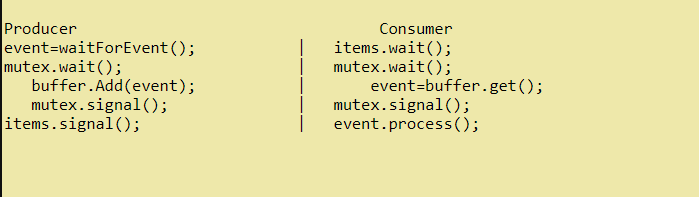 Producer                                 Consumer
event=waitForEvent();            |   items.wait();
mutex.wait();                    |   mutex.wait();
   buffer.Add(event);            |       event=buffer.get();
   mutex.signal();               |   mutex.signal();
items.signal();                  |   event.process();